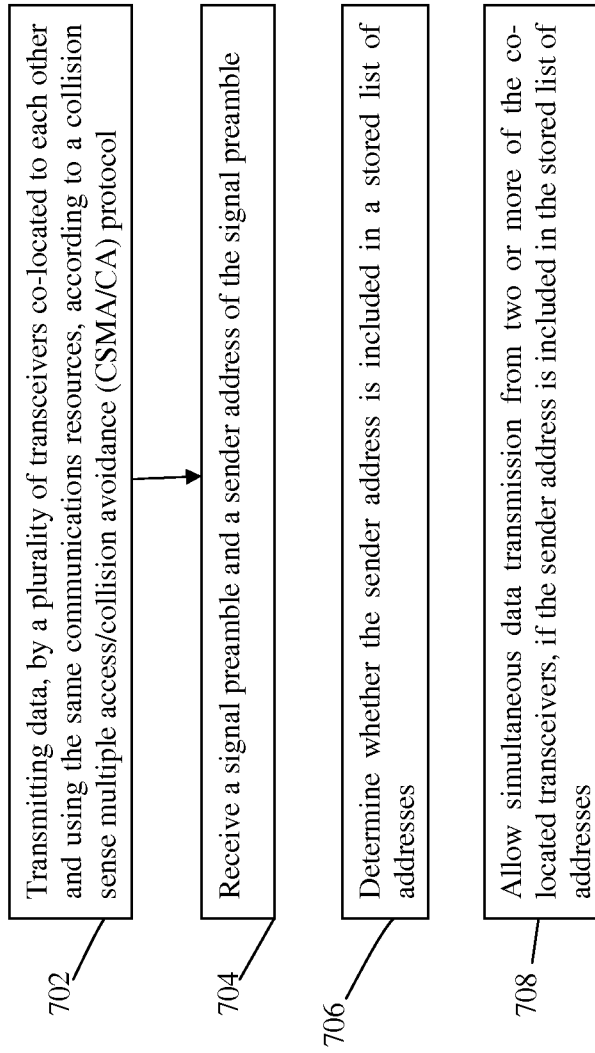 702
Transmitting data, by a plurality of transceivers co-located to each other
and using the same communications resources, according to a collision
sense multiple access/collision avoidance (CSMA/CA) protocol
704
Receive a signal preamble and a sender address of the signal preamble
706
Determine whether the sender address is included in a stored list of
addresses
708
Allow simultaneous data transmission from two or more of the co-
located transceivers, if the sender address is included in the stored list of
addresses